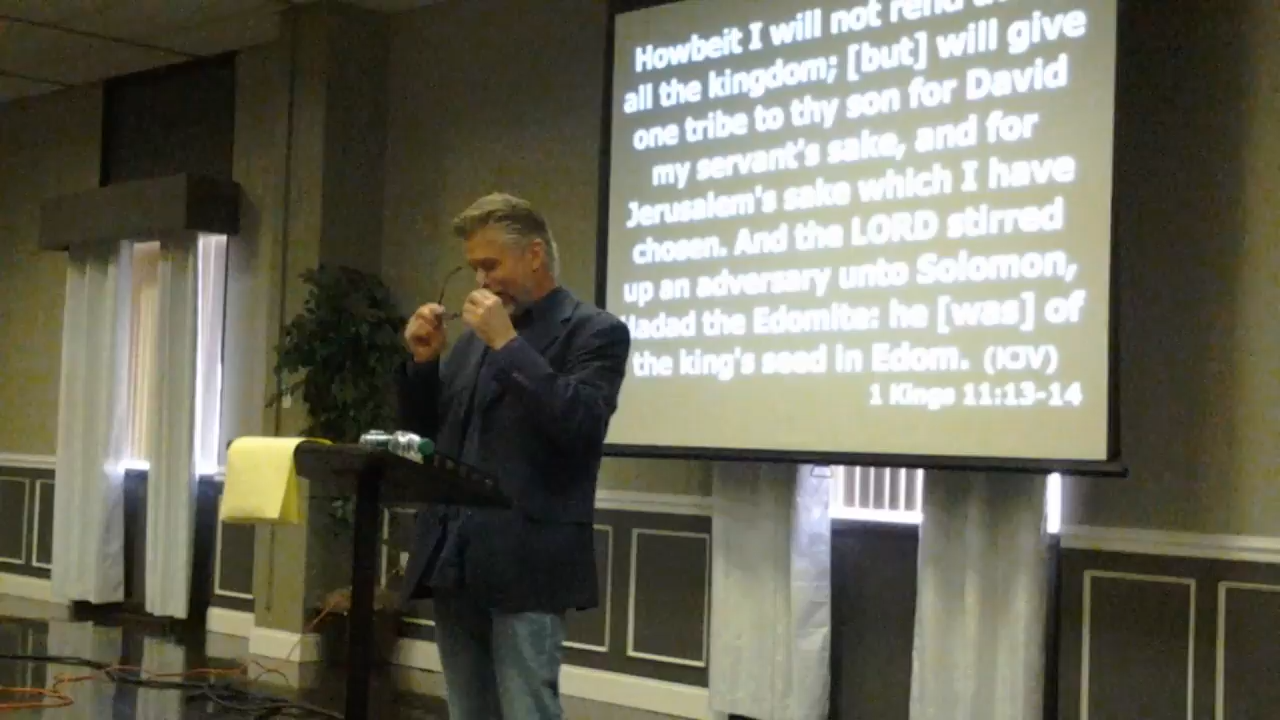 Howbeit I will not rend
all the kingdom; [but] will give
one tribe to thy son for David
my servant's sake, and for
Jerusalem's sake which I have
chosen. And the LORD stirred
up an adversary unto Solomon,
Hadad the Edomite: he [was] of
the king's seed in Edom. (KJV)
1 Kings 11:13-14